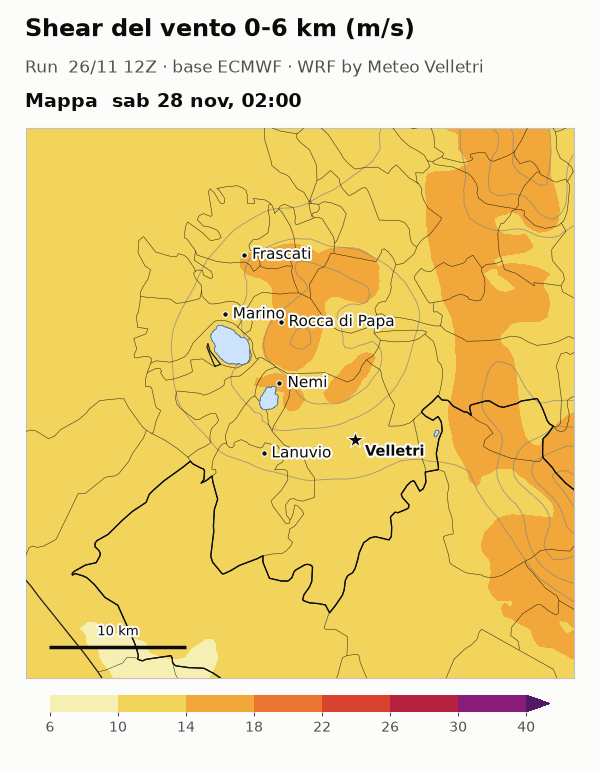 Shear del vento 0-6 km (m/s)
Run 26/11 12Z · base ECMWF · WRF by Meteo Velletri
Mappa sab 28 nov, 02:00
Frascati
Marino
Rocca di Papa
Nemi
Velletri
Lanuvio
10 km
6 10 14 18 22 26 30 40